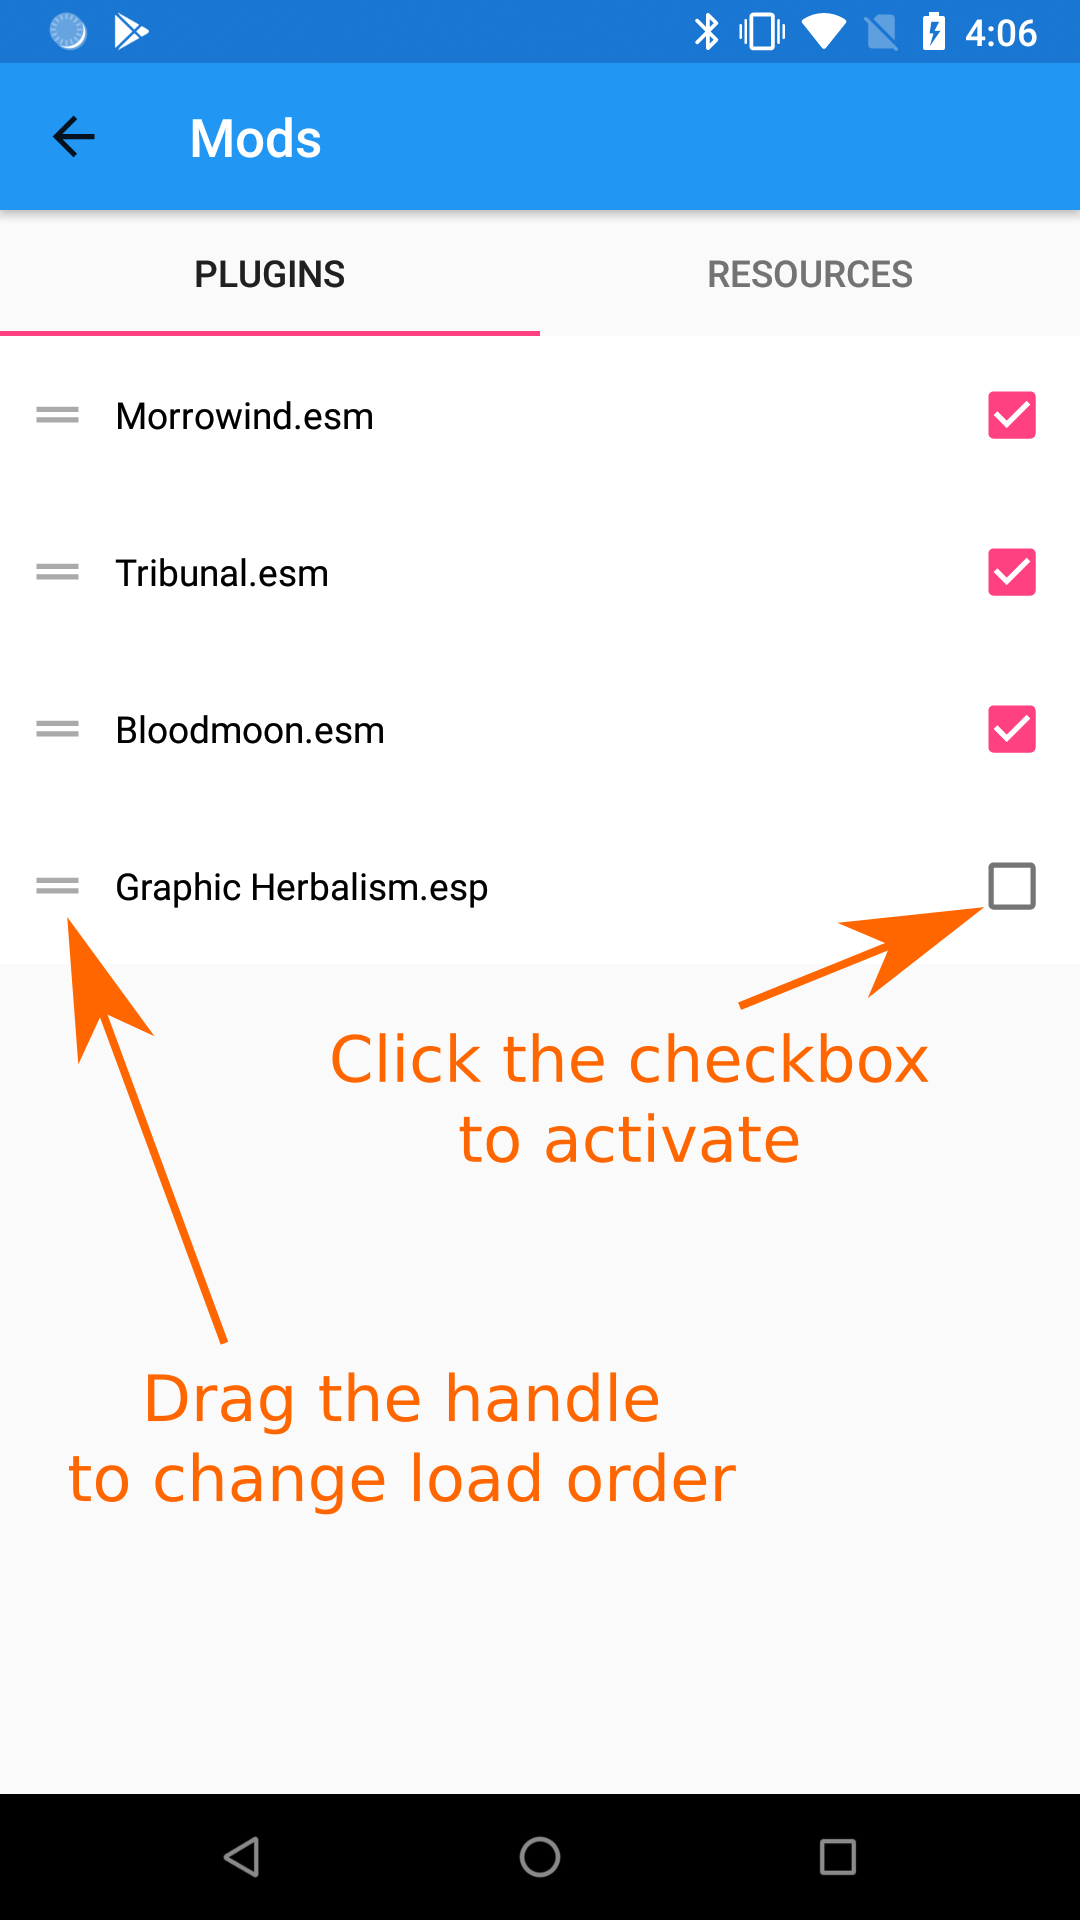 4:06
Mods
PLUGINS RESOURCES
Morrowind.esm
Tribunal.esm
Bloodmoon.esm
Graphic Herbalism.esp
Click the checkbox
to activate
Drag the handle
to change load order